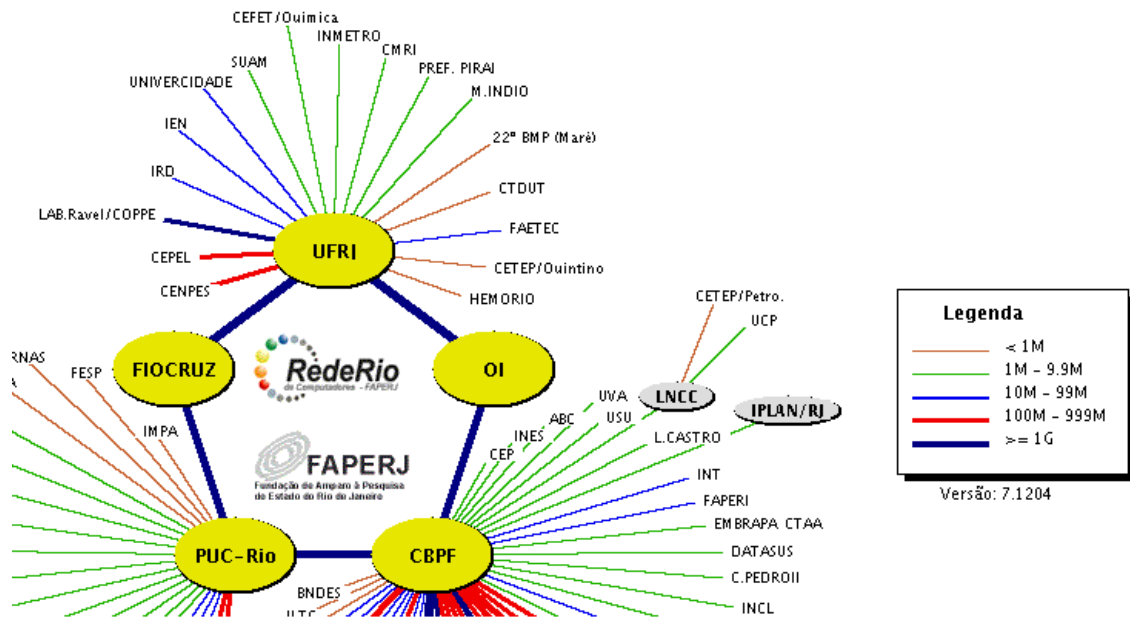 CEFET/Quimica
INMETRO
CMRI
SUAM
PREF. PIRAI
UNIVERCIDADE
M.INDIO
IEN
22º BMP (Maré)
IRD
CTDUT
LAB.Ravel/COPPE
FAETEC
UFRJ
CEPEL
CETEP/Quintino
CENPES
HEMORIO
CETEP/Petro.
UCP
Legenda
< 1M
1M - 9.9M
10M - 99M
100M - 999M
>= 1G
Versão: 7.1204
RNAS
FESP
FIOCRUZ
RedeRio
de Computadores - FAPERJ
OI
UVA
LNCC
IPLAN/RJ
ABC
USU
IMPA
INES
L.CASTRO
CEP
FAPERJ
Fundação de Amparo à Pesquisa
do Estado do Rio de Janeiro
INT
FAPERJ
EMBRAPA CTAA
PUC-Rio
CBPF
DATASUS
C.PEDROII
BNDES
INCL